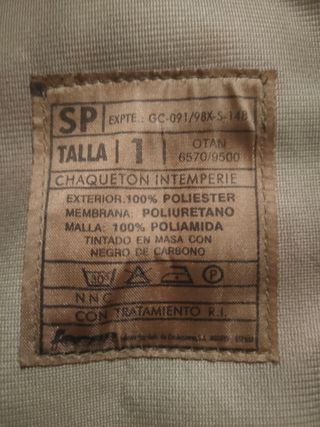 SP EXPTE.: GC-091/98X-S-148
TALLA 1 OTAN 6570/9500
CHAQUETON INTEMPERIE
EXTERIOR.100% POLIESTER
MEMBRANA: POLIURETANO
MALLA: 100% POLIAMIDA
TINTADO EN MASA CON
NEGRO DE CARBONO
40° P
N N C
CON TRATAMIENTO R.I.